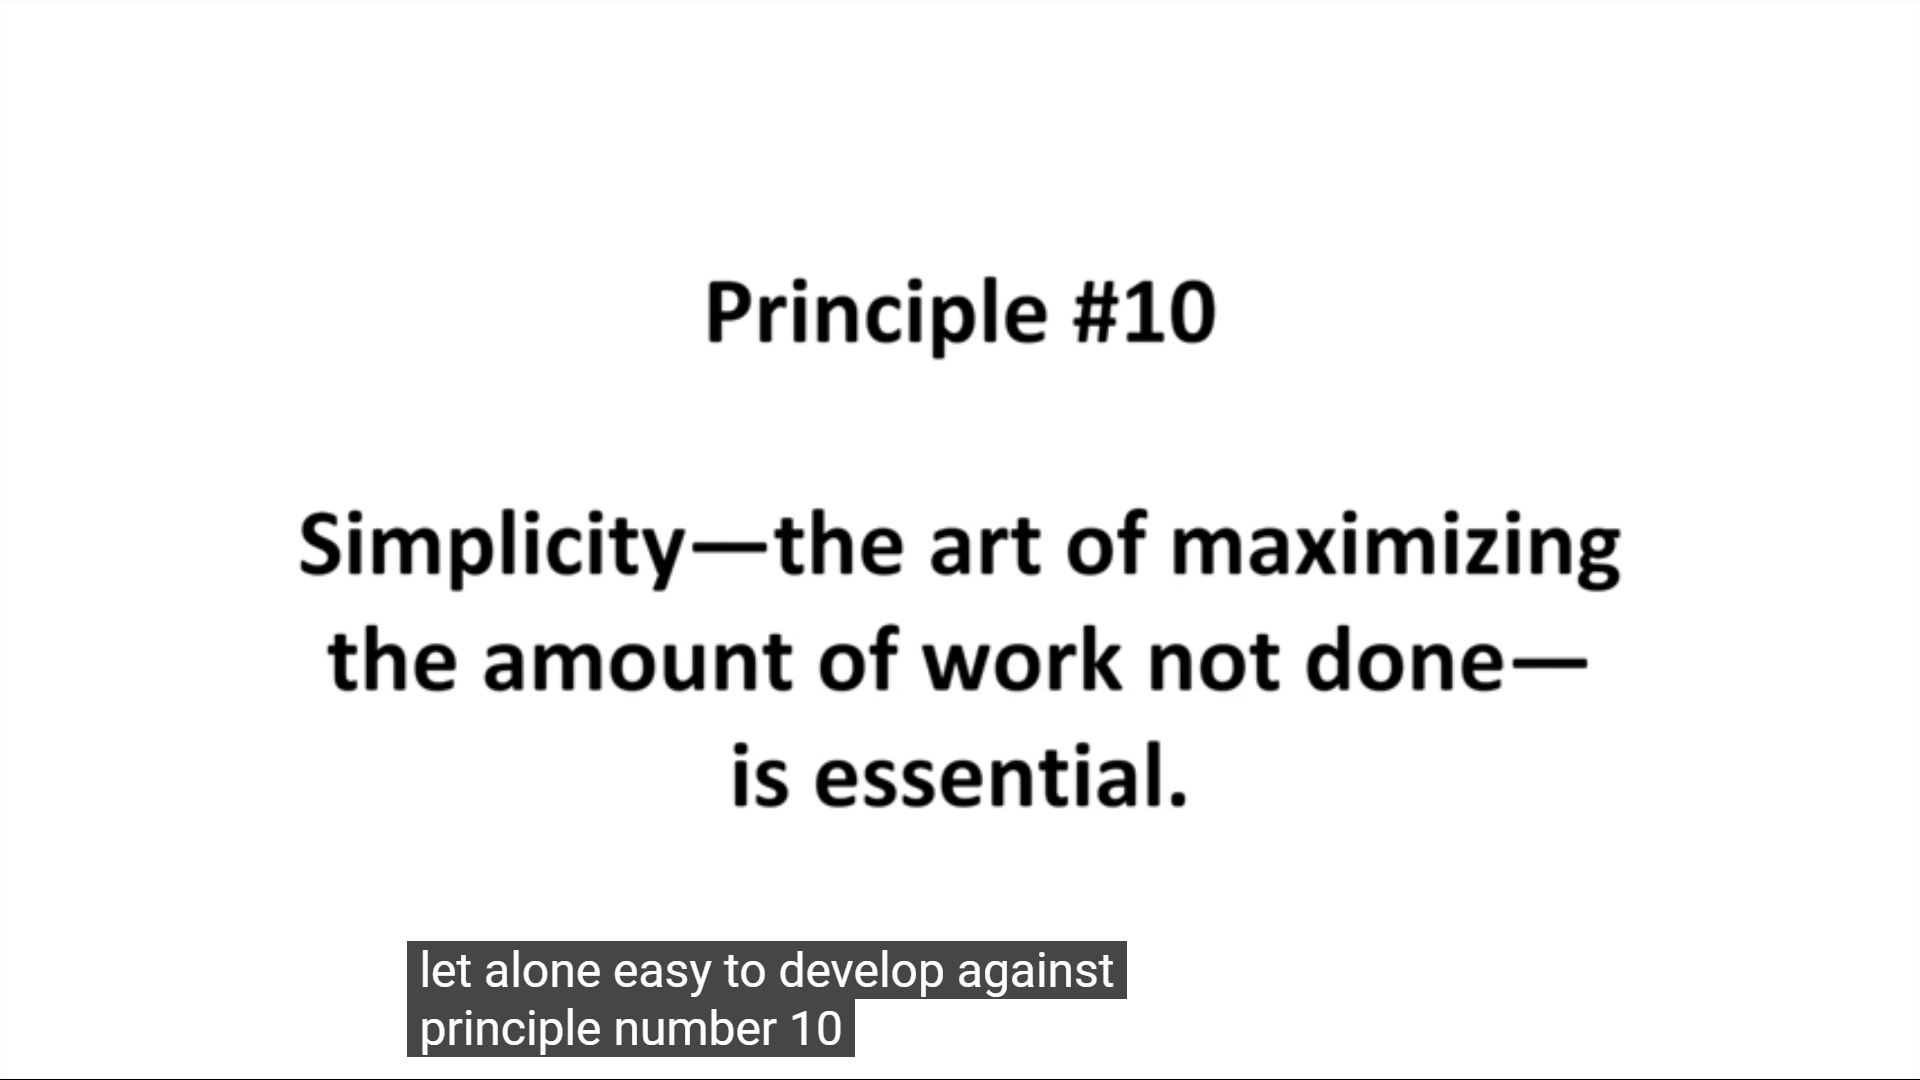 Principle #10
Simplicity—the art of maximizing
the amount of work not done—
is essential.
let alone easy to develop against
principle number 10